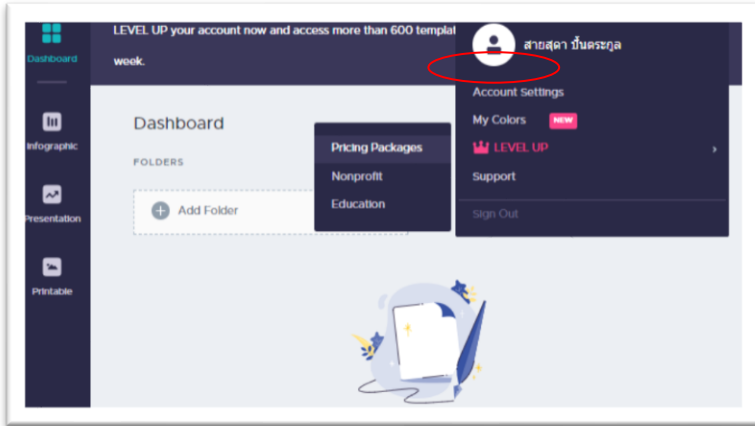 LEVEL UP your account now and access more than 600 templat
week.
สายสุดา ปั้นตระกูล
Dashboard
Account Settings
My Colors NEW
LEVEL UP
Support
Sign Out
Dashboard
FOLDERS
Add Folder
Pricing Packages
Nonprofit
Education
Infographic
Presentation
Printable